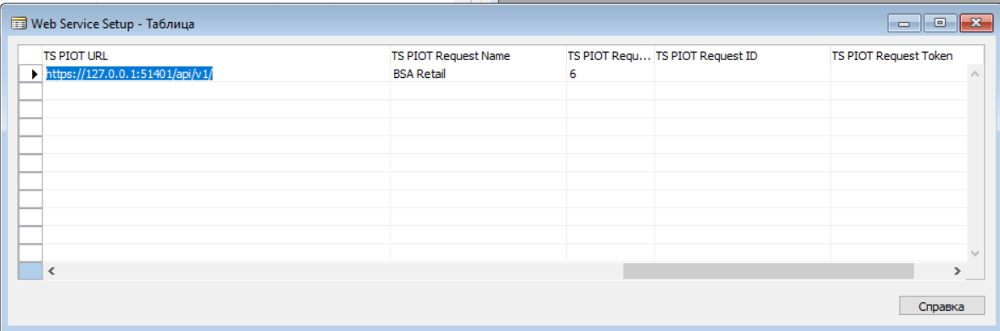 Web Service Setup - Таблица
TS PIOT URL TS PIOT Request Name TS PIOT Requ... TS PIOT Request ID TS PIOT Request Token
https://127.0.0.1:51401/api/v1/ BSA Retail 6
Справка